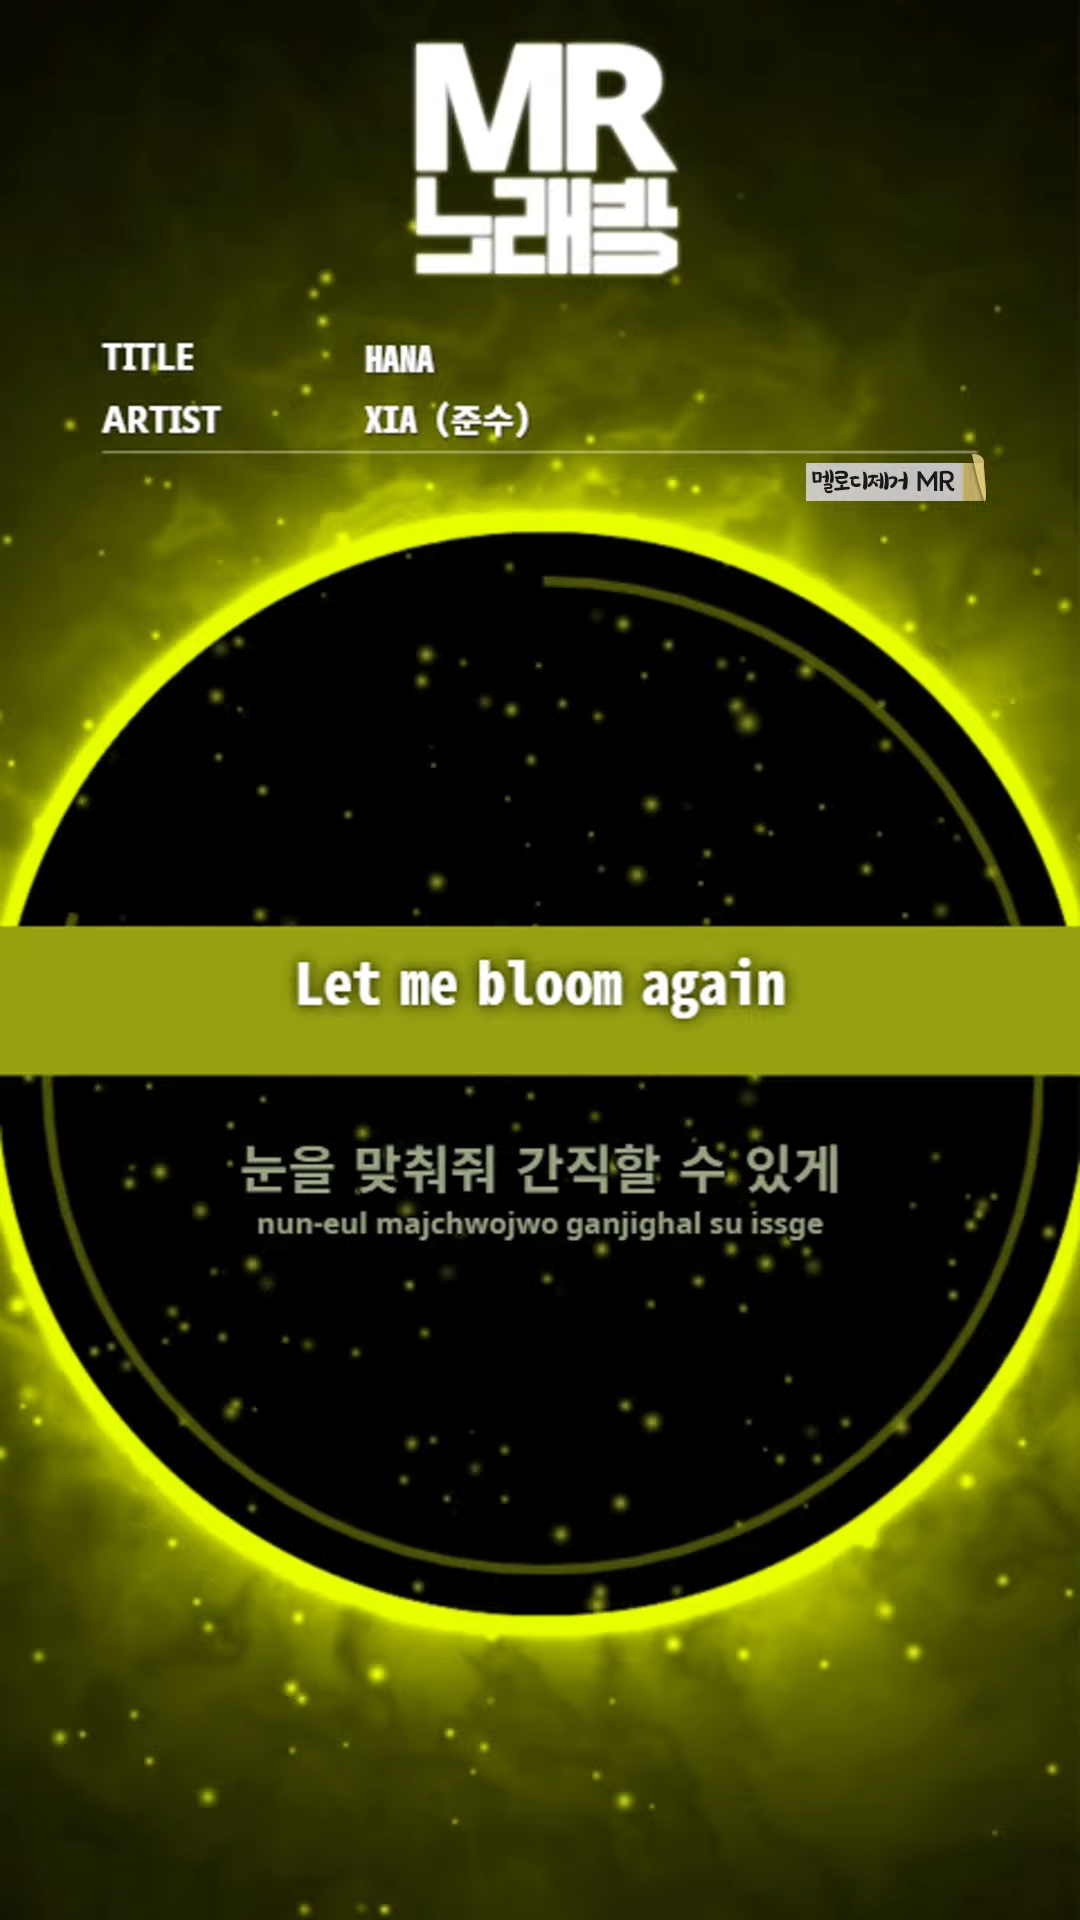 MR
노래방
TITLE HANA
ARTIST XIA (준수)
멜로디제거 MR
Let me bloom again
눈을 맞춰줘 간직할 수 있게
nun-eul majchwojwo ganjighal su issge